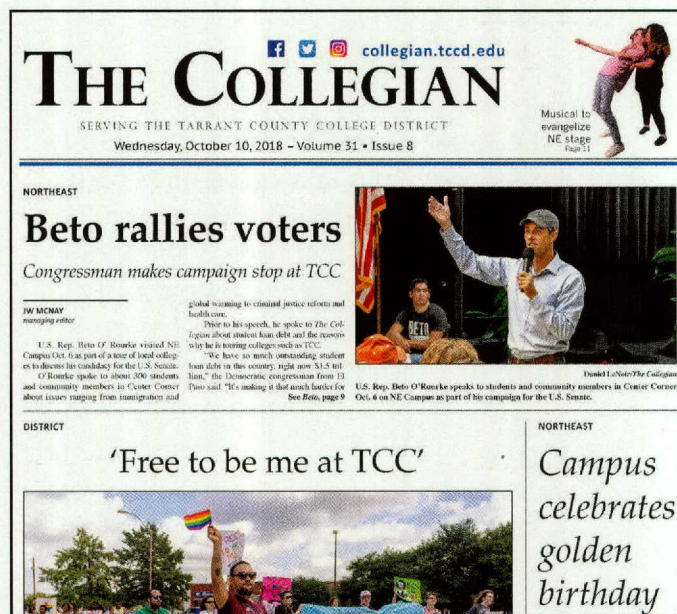 collegian.tccd.edu
THE COLLEGIAN
SERVING THE TARRANT COUNTY COLLEGE DISTRICT
Wednesday, October 10, 2018 – Volume 31 • Issue 8
Musical to
evangelize
NE stage
Page 11
NORTHEAST
Beto rallies voters
Congressman makes campaign stop at TCC
JW MCNAY
managing editor
U.S. Rep. Beto O' Rourke visited NE
Campus Oct. 6 as part of a tour of local colleg-
es to discuss his candidacy for the U.S. Senate.
O'Rourke spoke to about 300 students
and community members in Center Corner
about issues ranging from immigration and
global warming to criminal justice reform and
health care.
Prior to his speech, he spoke to The Col-
legian about student loan debt and the reasons
why he is touring colleges such as TCC.
"We have so much outstanding student
loan debt in this country, right now $1.5 tril-
lion," the Democratic congressman from El
Paso said. "It's making it that much harder for
See Beto, page 9
BETO
Daniel LeNoir/The Collegian
U.S. Rep. Beto O'Rourke speaks to students and community members in Center Corner
Oct. 6 on NE Campus as part of his campaign for the U.S. Senate.
DISTRICT
'Free to be me at TCC'
NORTHEAST
Campus
celebrates
golden
birthday